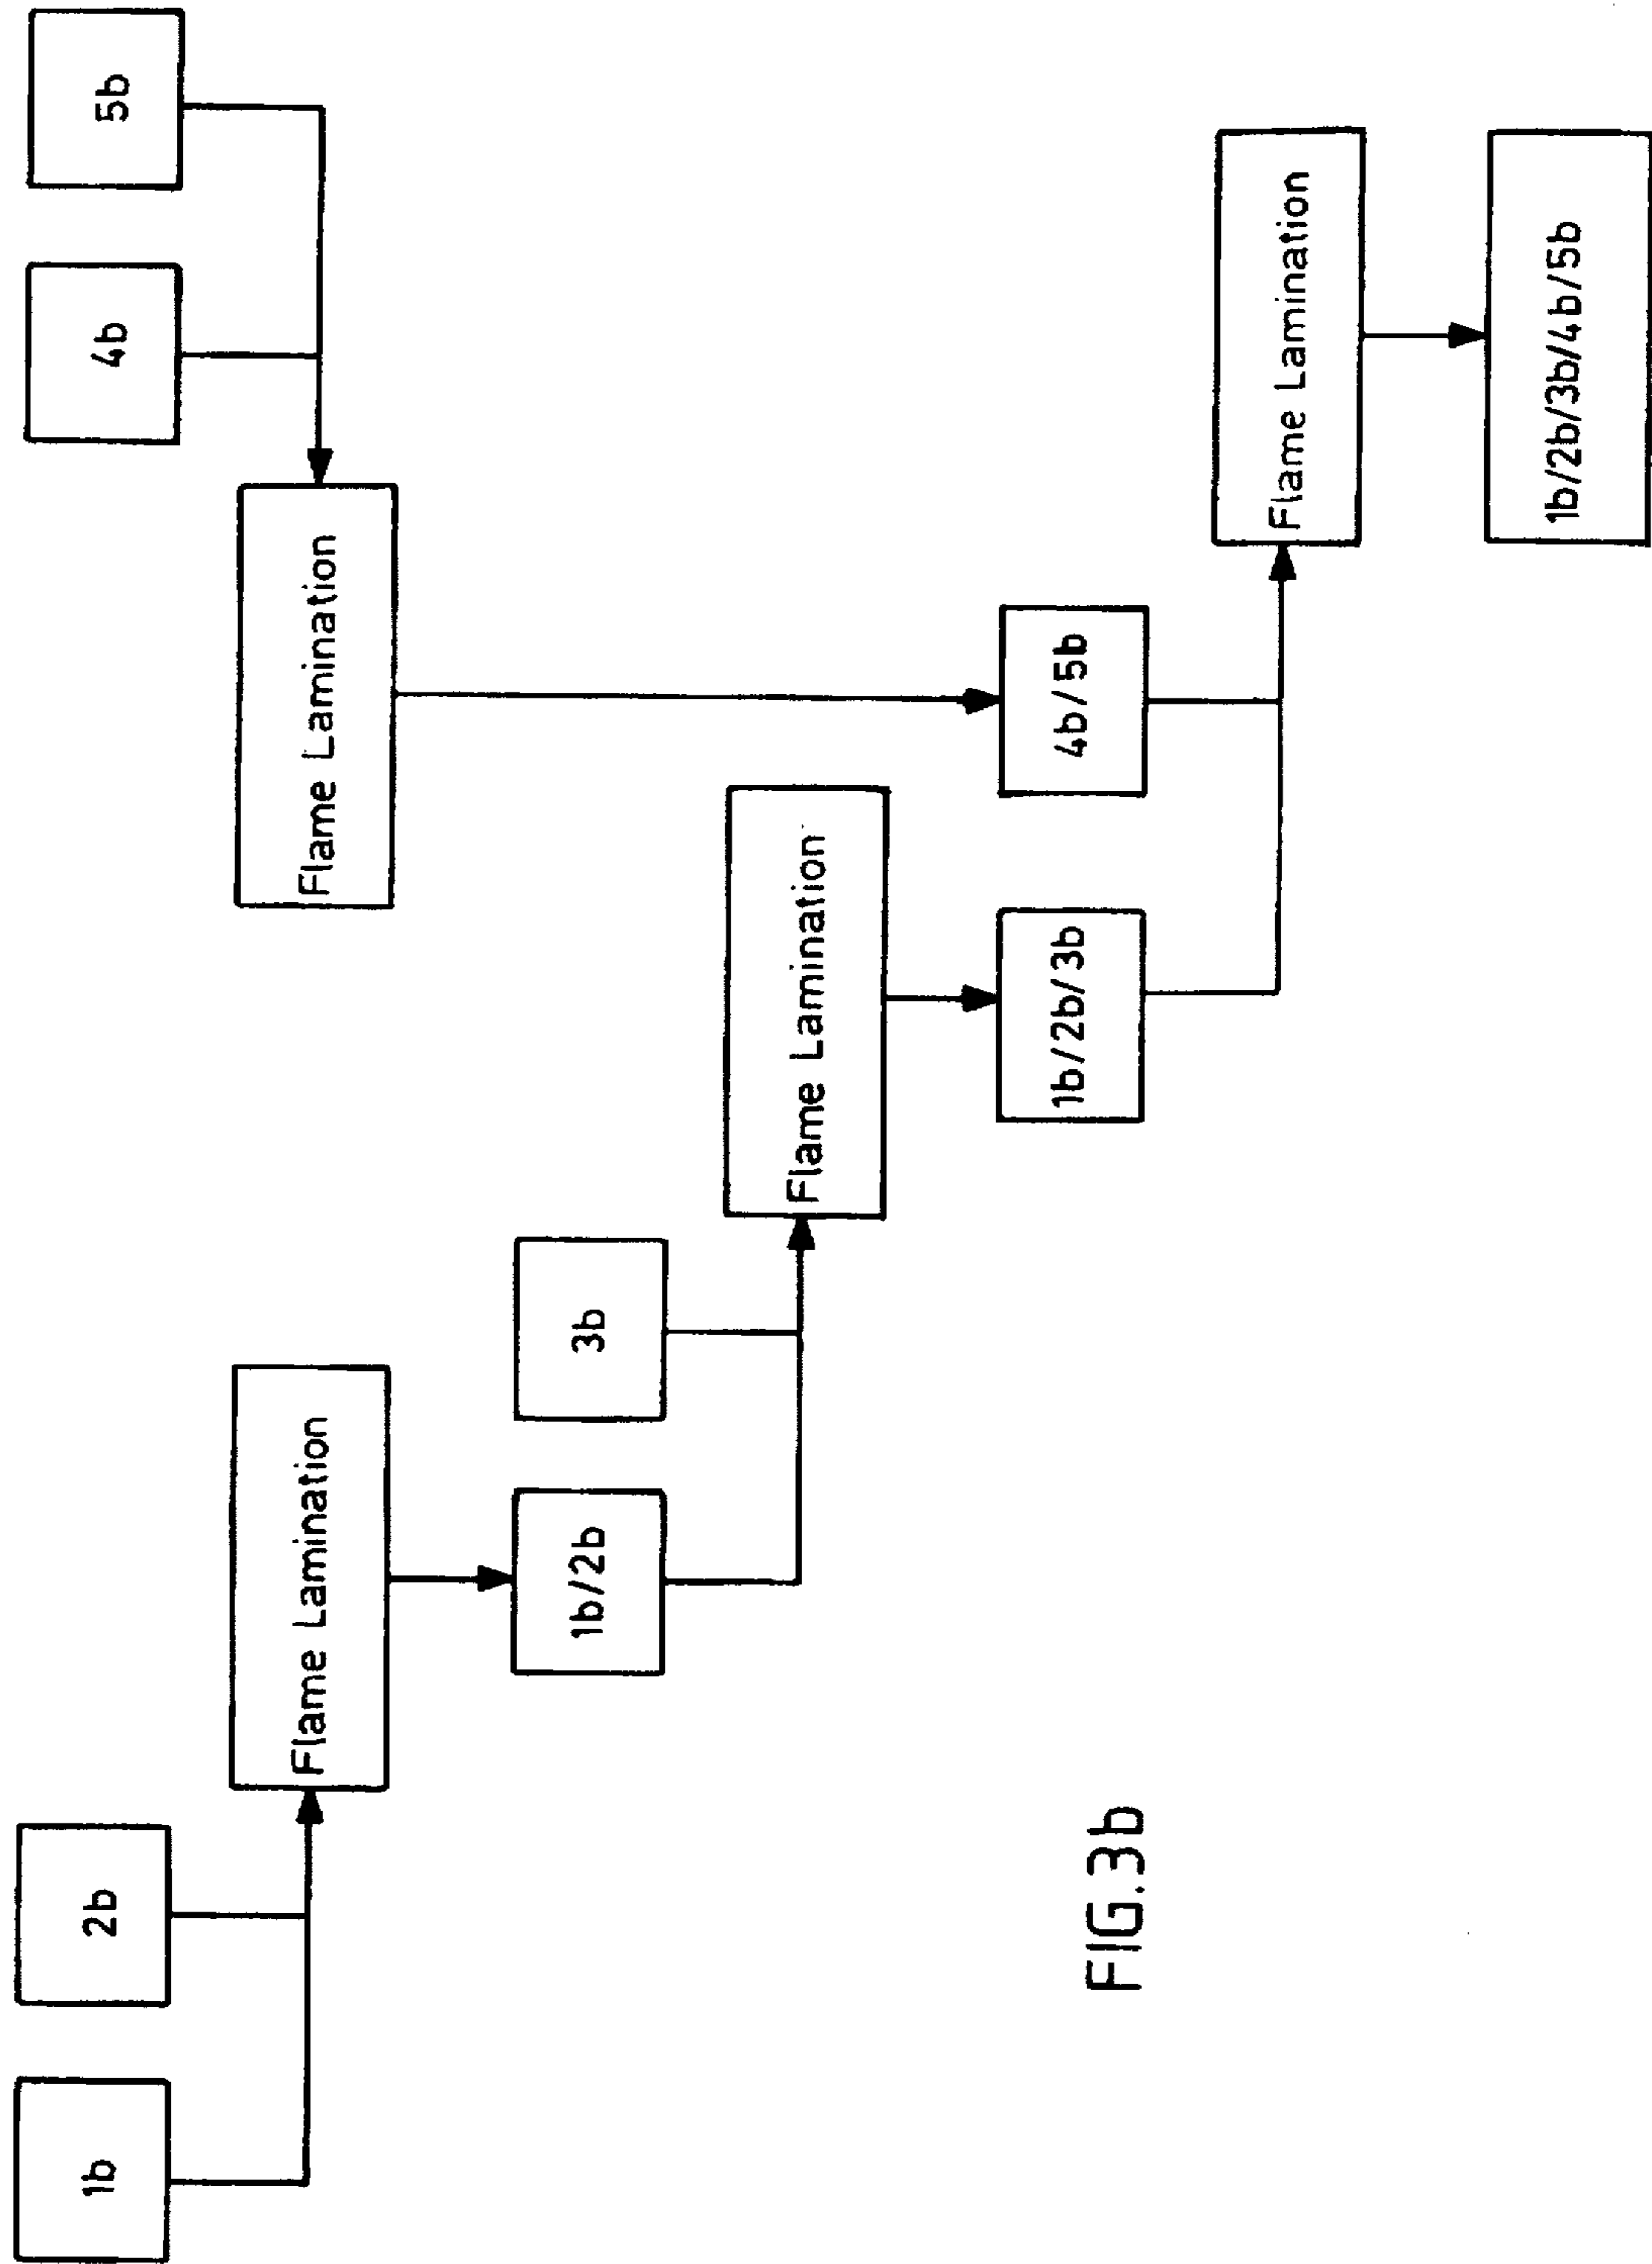 1b
2b
4b
5b
Flame Lamination
Flame Lamination
1b/2b
3b
Flame Lamination
1b/2b/3b
4b/5b
Flame Lamination
1b/2b/3b/4b/5b
FIG.3b